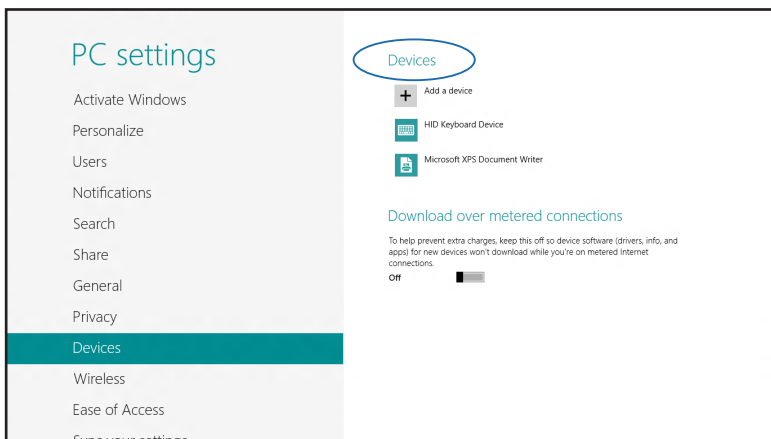 PC settings
Activate Windows
Personalize
Users
Notifications
Search
Share
General
Privacy
Devices
Wireless
Ease of Access
Sync your settings
Devices
Add a device
HID Keyboard Device
Microsoft XPS Document Writer
Download over metered connections
To help prevent extra charges, keep this off so device software (drivers, info, and
apps) for new devices won't download while you're on metered Internet
connections.
Off